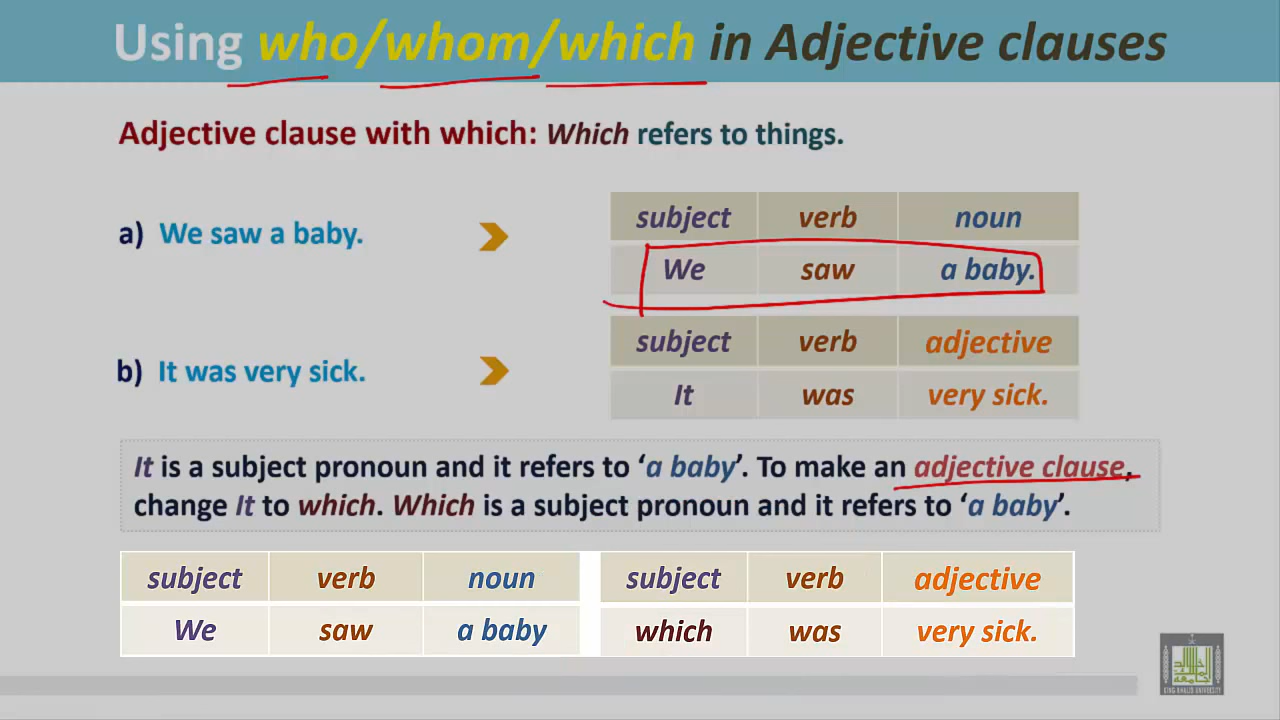 Using who/whom/which in Adjective clauses
Adjective clause with which: Which refers to things.
a) We saw a baby.
subject verb noun
We saw a baby.
b) It was very sick.
subject verb adjective
It was very sick.
It is a subject pronoun and it refers to ‘a baby’. To make an adjective clause,
change It to which. Which is a subject pronoun and it refers to ‘a baby’.
subject verb noun subject verb adjective
We saw a baby which was very sick.
KING KHALID UNIVERSITY